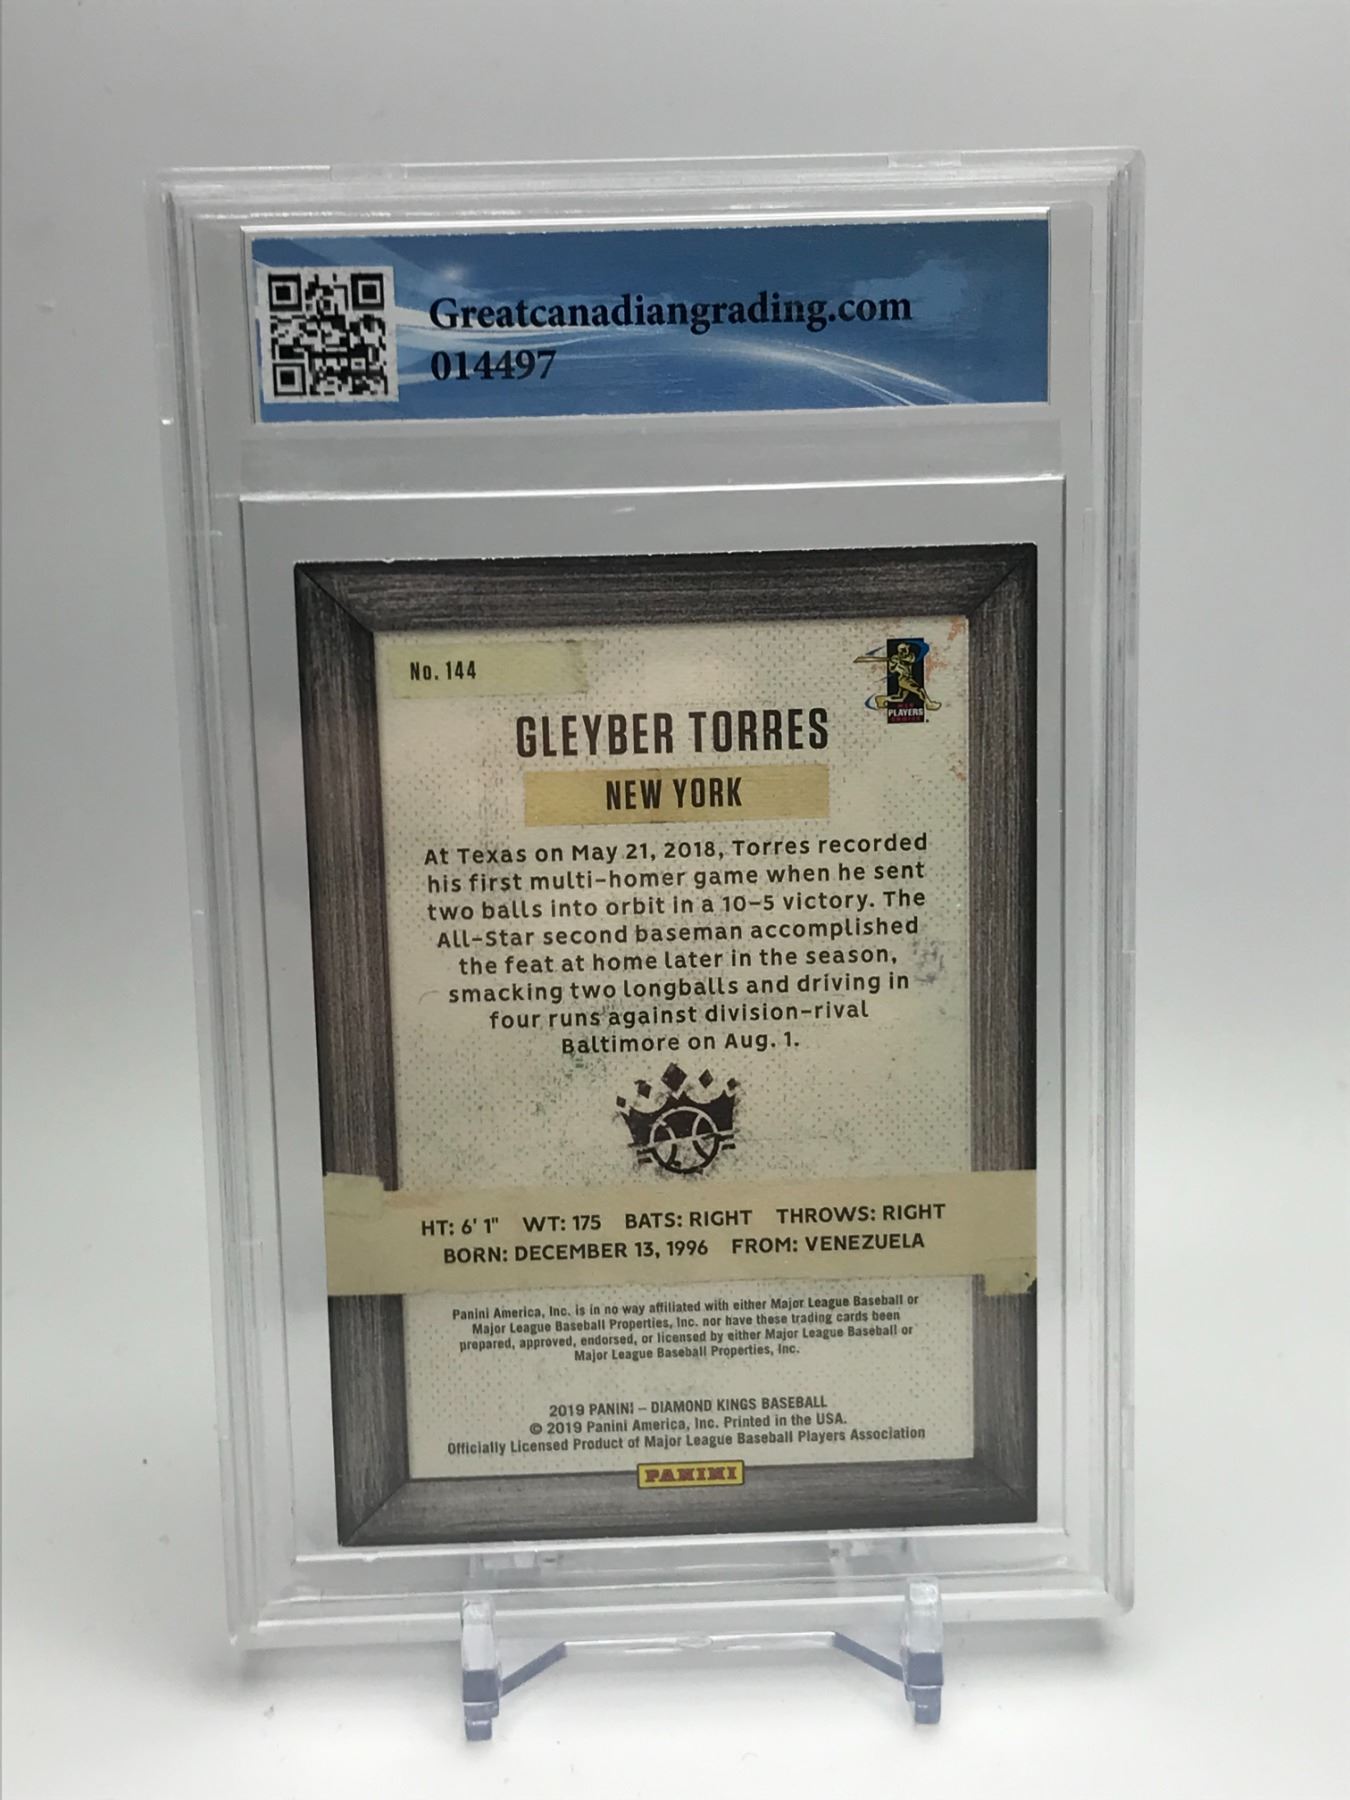 Greatcanadiangrading.com
014497
No. 144
PLAYERS
GLEYBER TORRES
NEW YORK
At Texas on May 21, 2018, Torres recorded
his first multi-homer game when he sent
two balls into orbit in a 10-5 victory. The
All-Star second baseman accomplished
the feat at home later in the season,
smacking two longballs and driving in
four runs against division-rival
Baltimore on Aug. 1.
HT: 6' 1" WT: 175 BATS: RIGHT THROWS: RIGHT
BORN: DECEMBER 13, 1996 FROM: VENEZUELA
Panini America, Inc. is in no way affiliated with either Major League Baseball or
Major League Baseball Properties, Inc. nor have these trading cards been
prepared, approved, endorsed, or licensed by either Major League Baseball or
Major League Baseball Properties, Inc.
2019 PANINI – DIAMOND KINGS BASEBALL
© 2019 Panini America, Inc. Printed in the USA.
Officially Licensed Product of Major League Baseball Players Association
PANINI